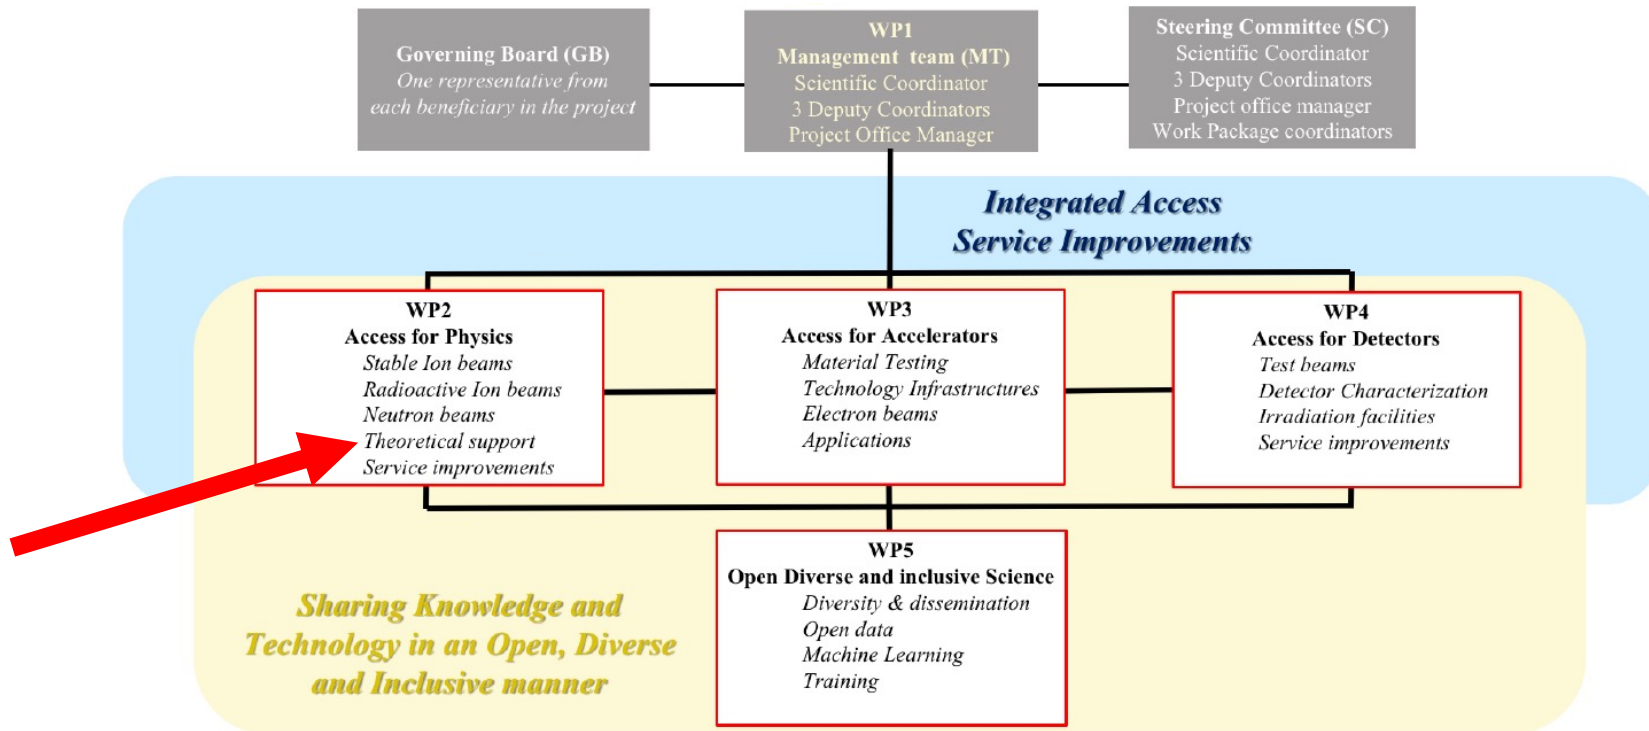 Governing Board (GB)
One representative from
each beneficiary in the project
WP1
Management team (MT)
Scientific Coordinator
3 Deputy Coordinators
Project Office Manager
Steering Committee (SC)
Scientific Coordinator
3 Deputy Coordinators
Project office manager
Work Package coordinators
Integrated Access
Service Improvements
WP2
Access for Physics
Stable Ion beams
Radioactive Ion beams
Neutron beams
Theoretical support
Service improvements
WP3
Access for Accelerators
Material Testing
Technology Infrastructures
Electron beams
Applications
WP4
Access for Detectors
Test beams
Detector Characterization
Irradiation facilities
Service improvements
WP5
Open Diverse and inclusive Science
Diversity & dissemination
Open data
Machine Learning
Training
Sharing Knowledge and
Technology in an Open, Diverse
and Inclusive manner